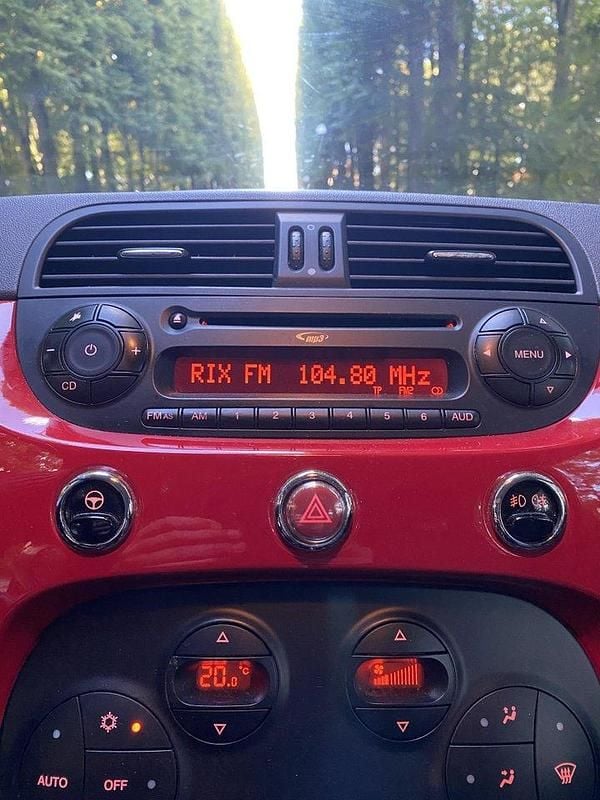 mp3
RIX FM 104.80 MHz
TP
CD
MENU
CD
FM AS AM 1 2 3 4 5 6 AUD
20.0 °C
AUTO
OFF